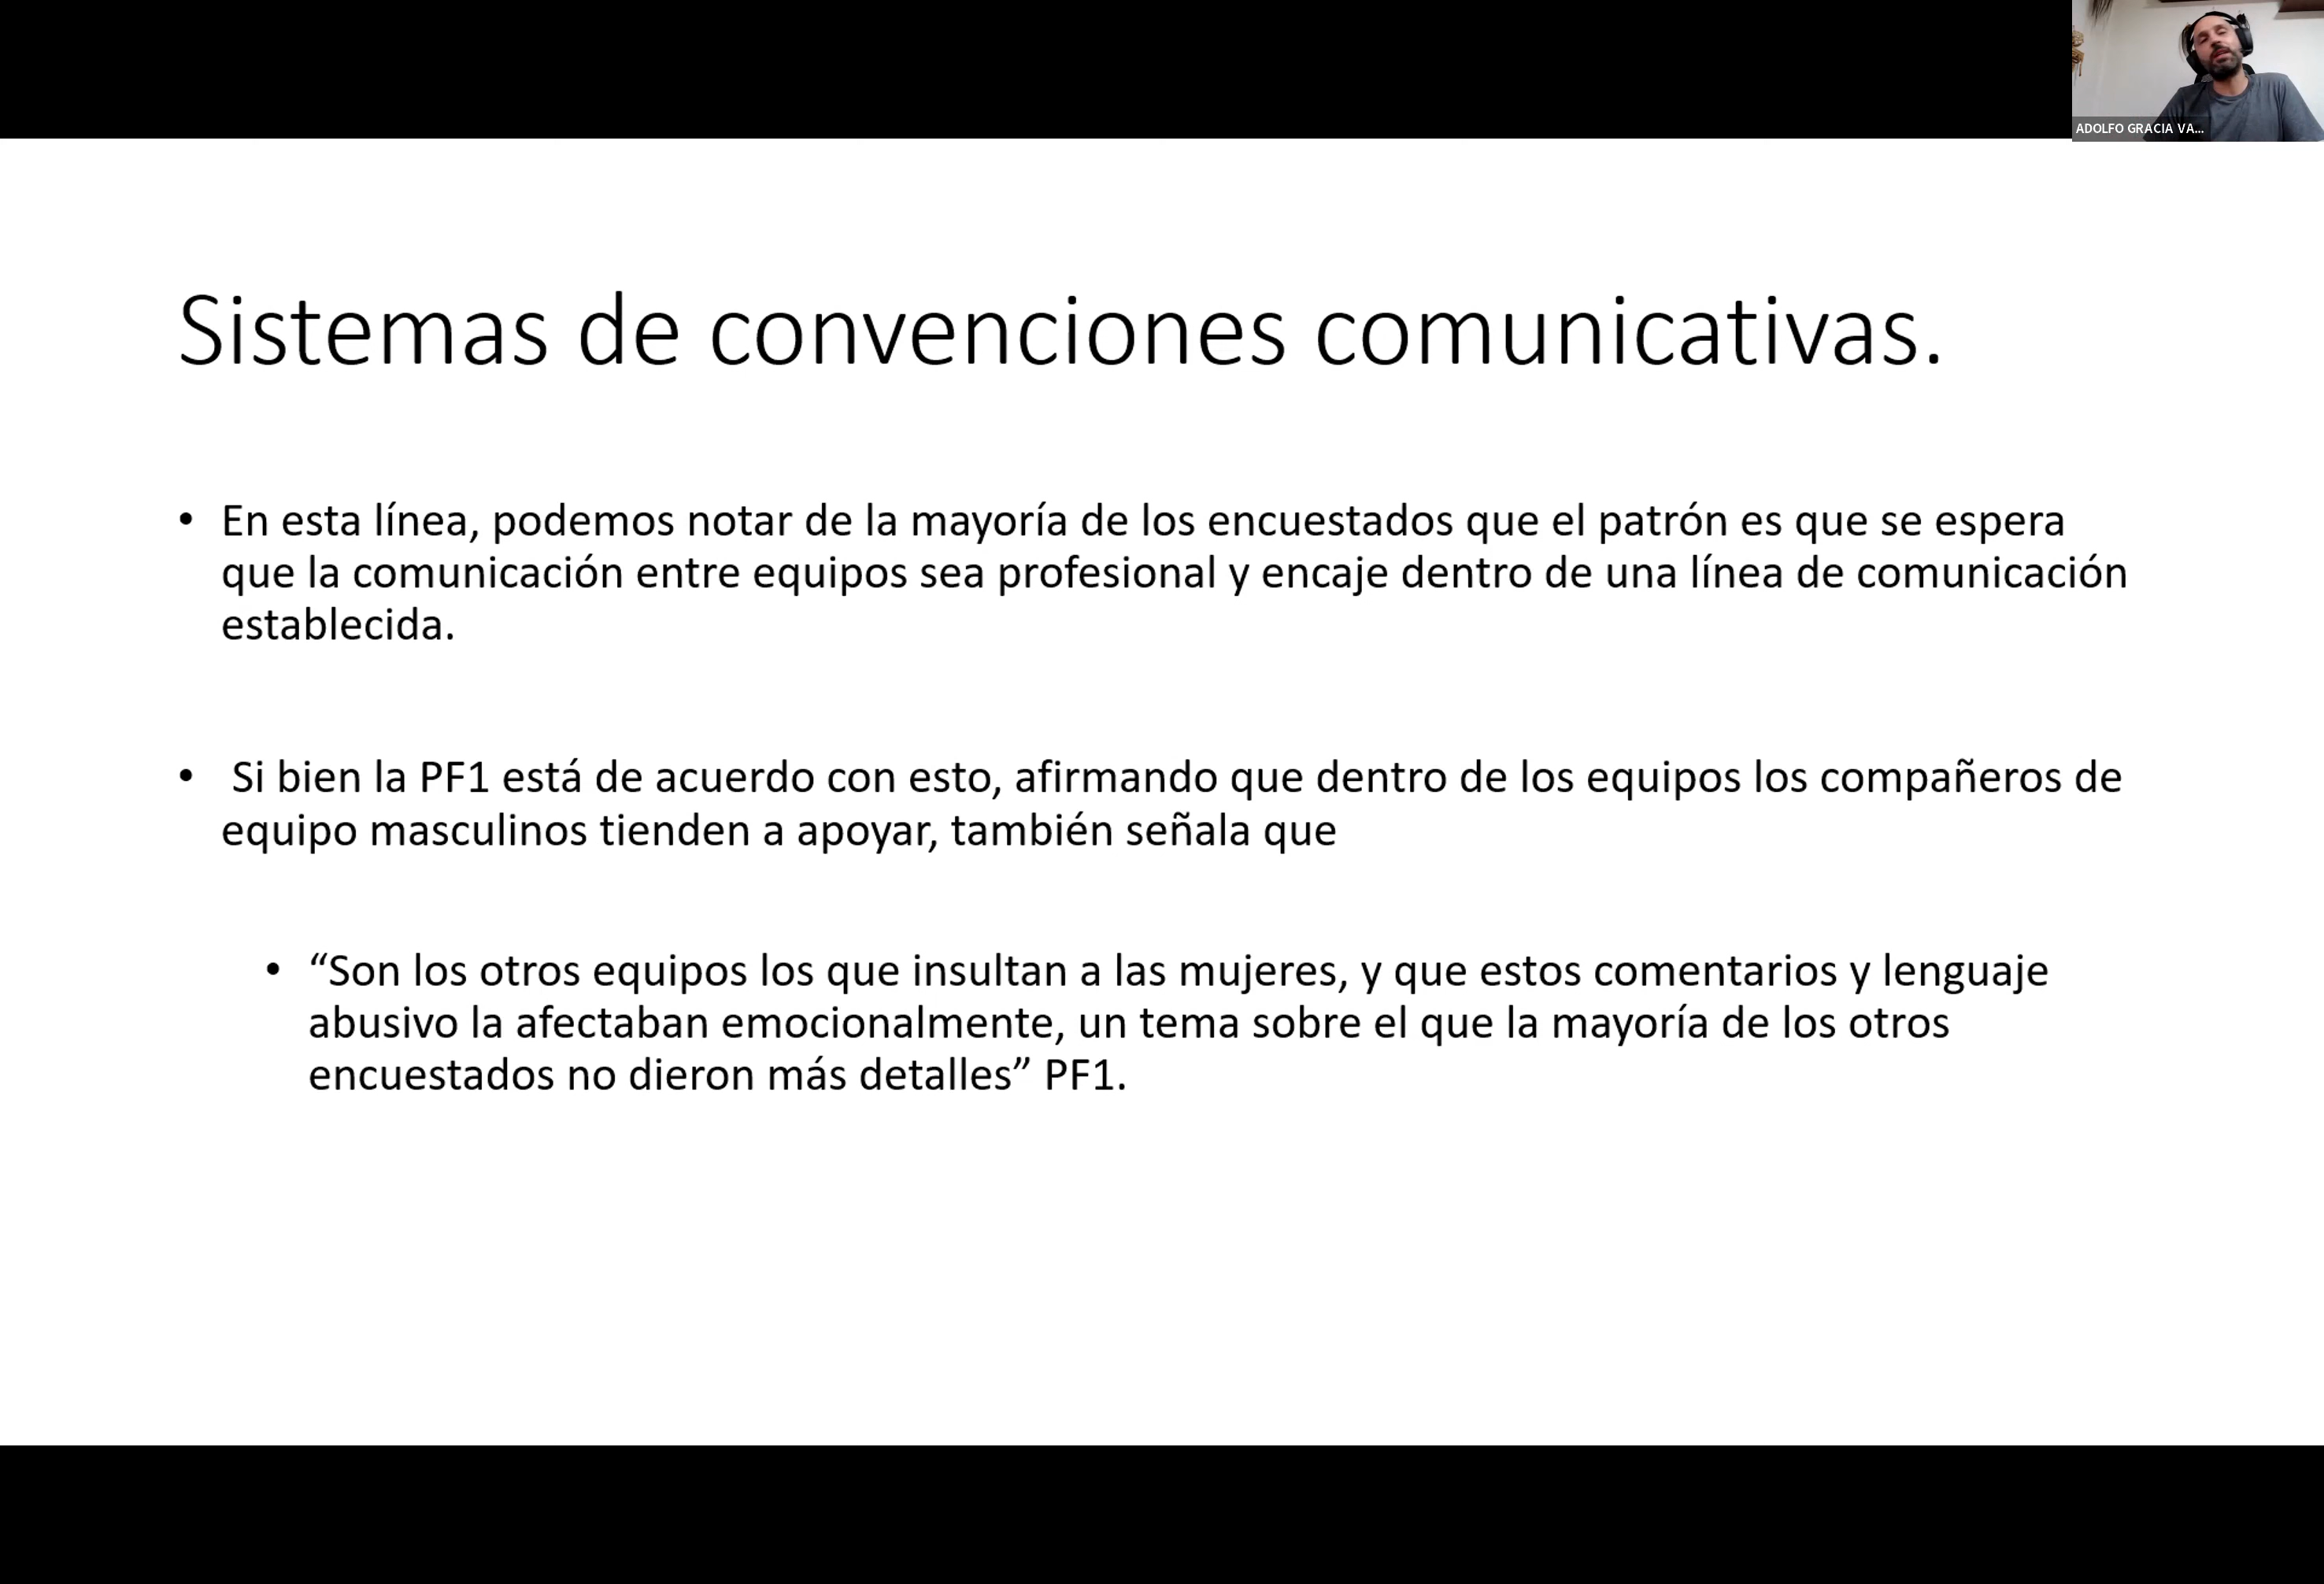 ADOLFO GRACIA VA...
Sistemas de convenciones comunicativas.
• En esta línea, podemos notar de la mayoría de los encuestados que el patrón es que se espera
que la comunicación entre equipos sea profesional y encaje dentro de una línea de comunicación
establecida.
• Si bien la PF1 está de acuerdo con esto, afirmando que dentro de los equipos los compañeros de
equipo masculinos tienden a apoyar, también señala que
• “Son los otros equipos los que insultan a las mujeres, y que estos comentarios y lenguaje
abusivo la afectaban emocionalmente, un tema sobre el que la mayoría de los otros
encuestados no dieron más detalles” PF1.